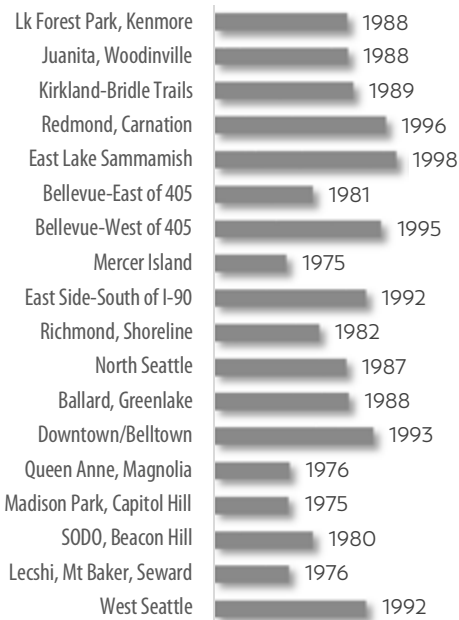 Lk Forest Park, Kenmore 1988
Juanita, Woodinville 1988
Kirkland-Bridle Trails 1989
Redmond, Carnation 1996
East Lake Sammamish 1998
Bellevue-East of 405 1981
Bellevue-West of 405 1995
Mercer Island 1975
East Side-South of I-90 1992
Richmond, Shoreline 1982
North Seattle 1987
Ballard, Greenlake 1988
Downtown/Belltown 1993
Queen Anne, Magnolia 1976
Madison Park, Capitol Hill 1975
SODO, Beacon Hill 1980
Lecshi, Mt Baker, Seward 1976
West Seattle 1992